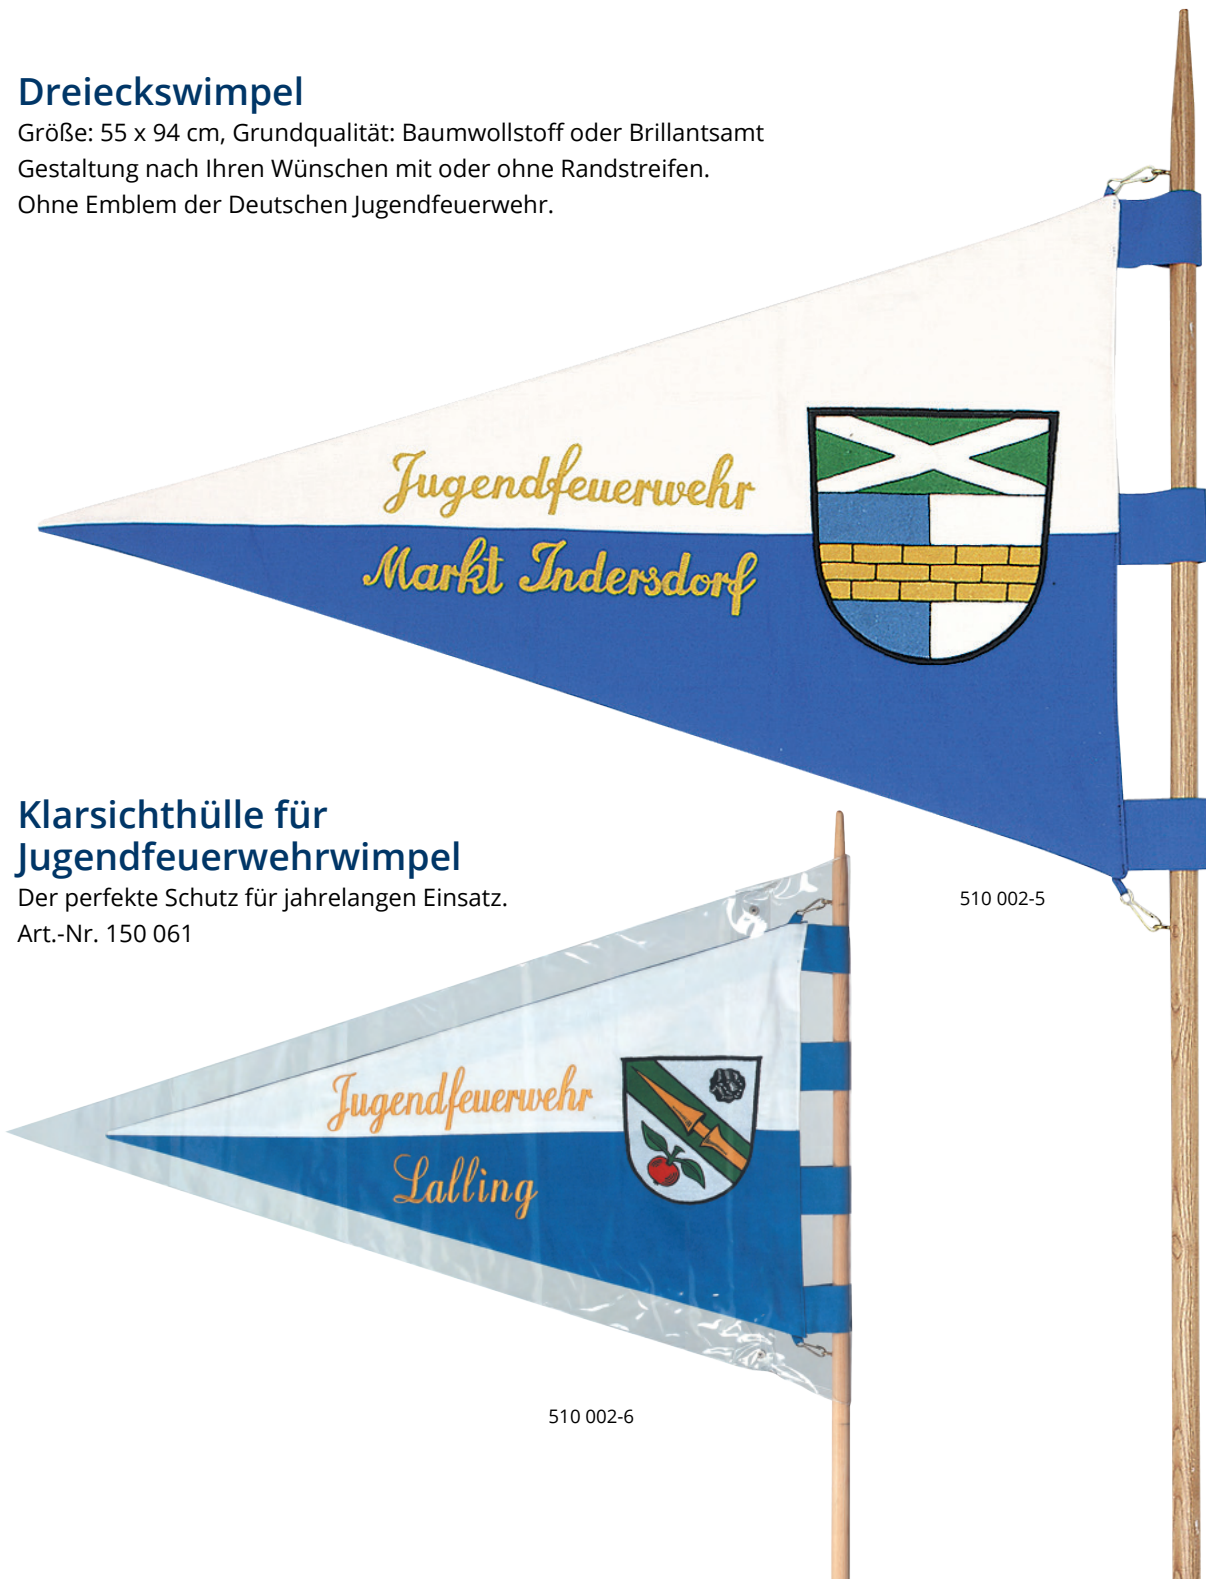 Dreieckswimpel
Größe: 55 x 94 cm, Grundqualität: Baumwollstoff oder Brillantsamt
Gestaltung nach Ihren Wünschen mit oder ohne Randstreifen.
Ohne Emblem der Deutschen Jugendfeuerwehr.
Jugendfeuerwehr
Markt Indersdorf
Klarsichthülle für
Jugendfeuerwehrwimpel
Der perfekte Schutz für jahrelangen Einsatz.
Art.-Nr. 150 061
510 002-5
Jugendfeuerwehr
Lalling
510 002-6